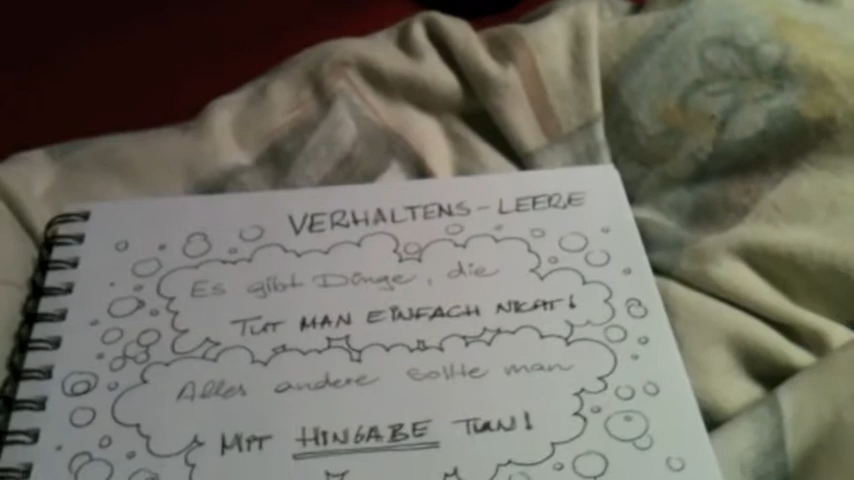 VERHALTENS-LEERE
Es gibt Dinge, die
TUT MAN EINFACH NICHT!
Alles andere sollte man
MIT HINGABE TUN!